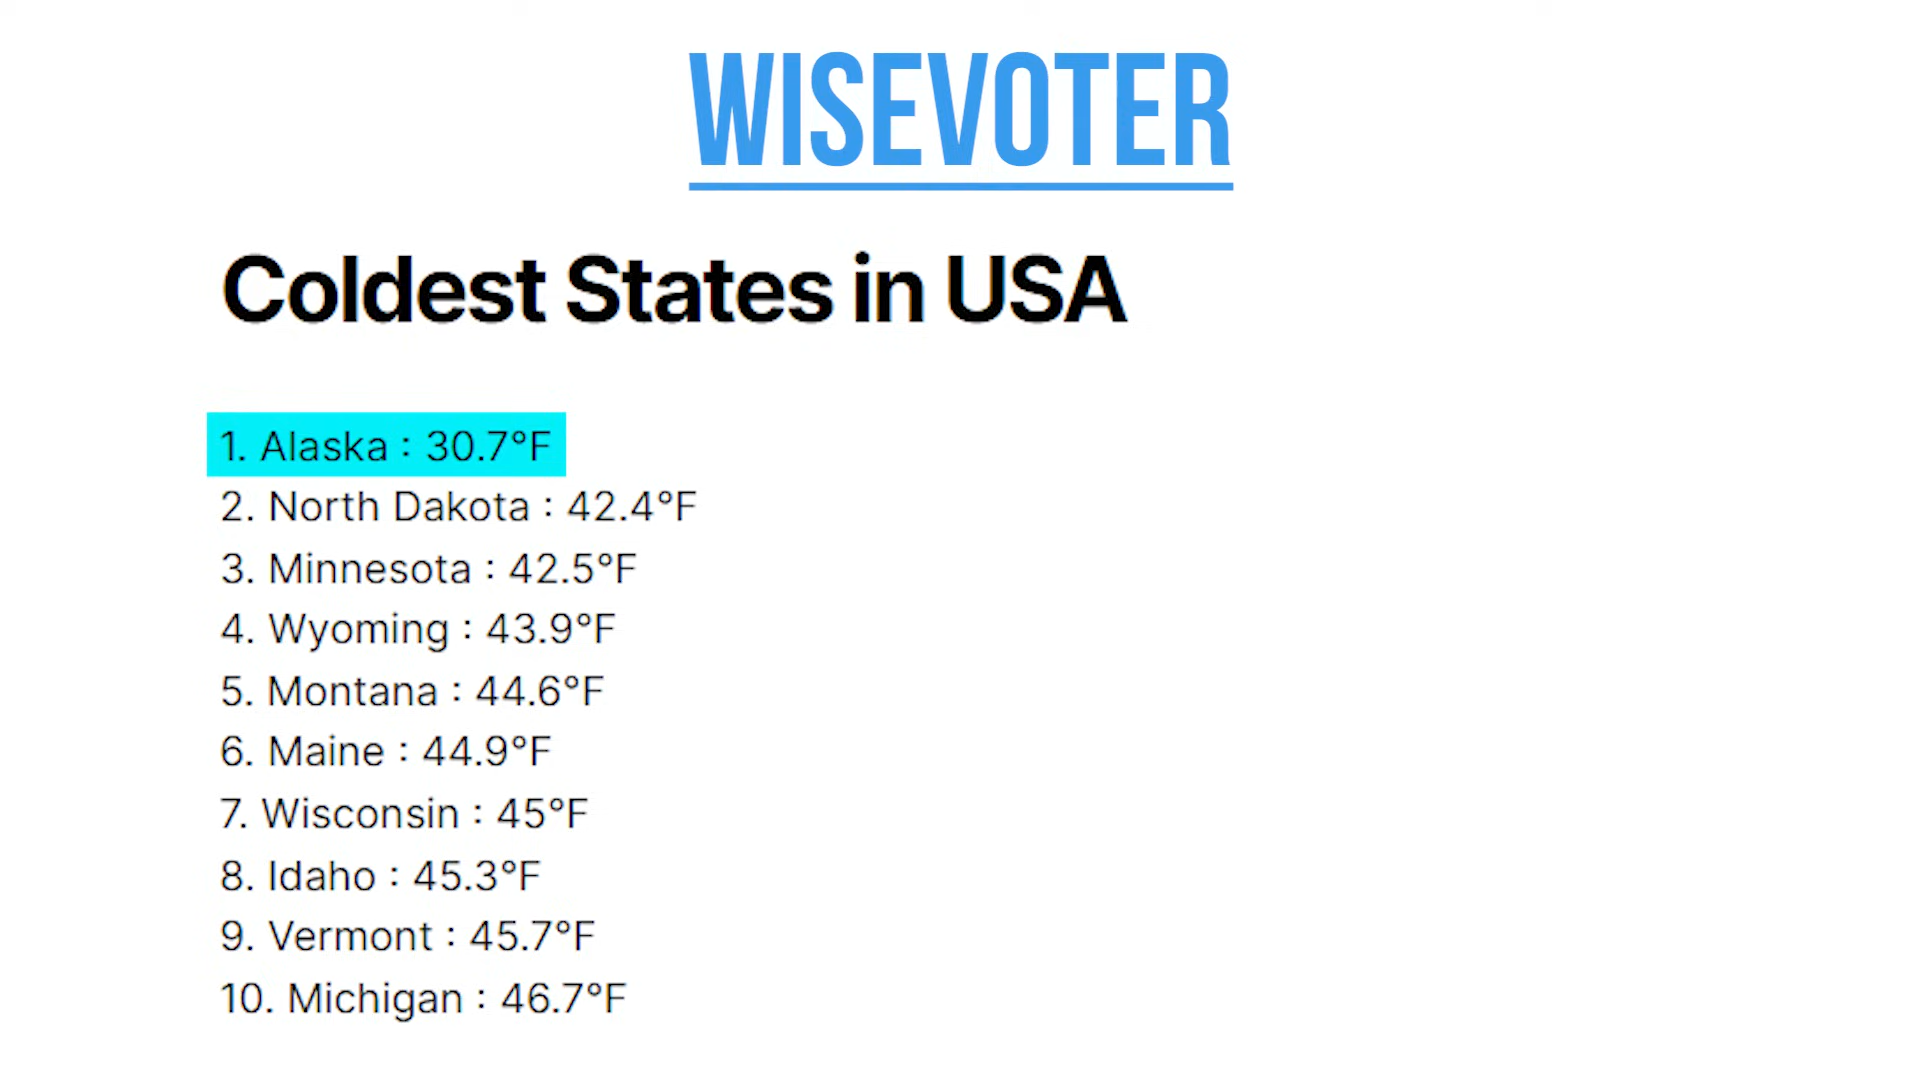 WISEVOTER
Coldest States in USA
1. Alaska : 30.7°F
2. North Dakota : 42.4°F
3. Minnesota : 42.5°F
4. Wyoming : 43.9°F
5. Montana : 44.6°F
6. Maine : 44.9°F
7. Wisconsin : 45°F
8. Idaho : 45.3°F
9. Vermont : 45.7°F
10. Michigan : 46.7°F